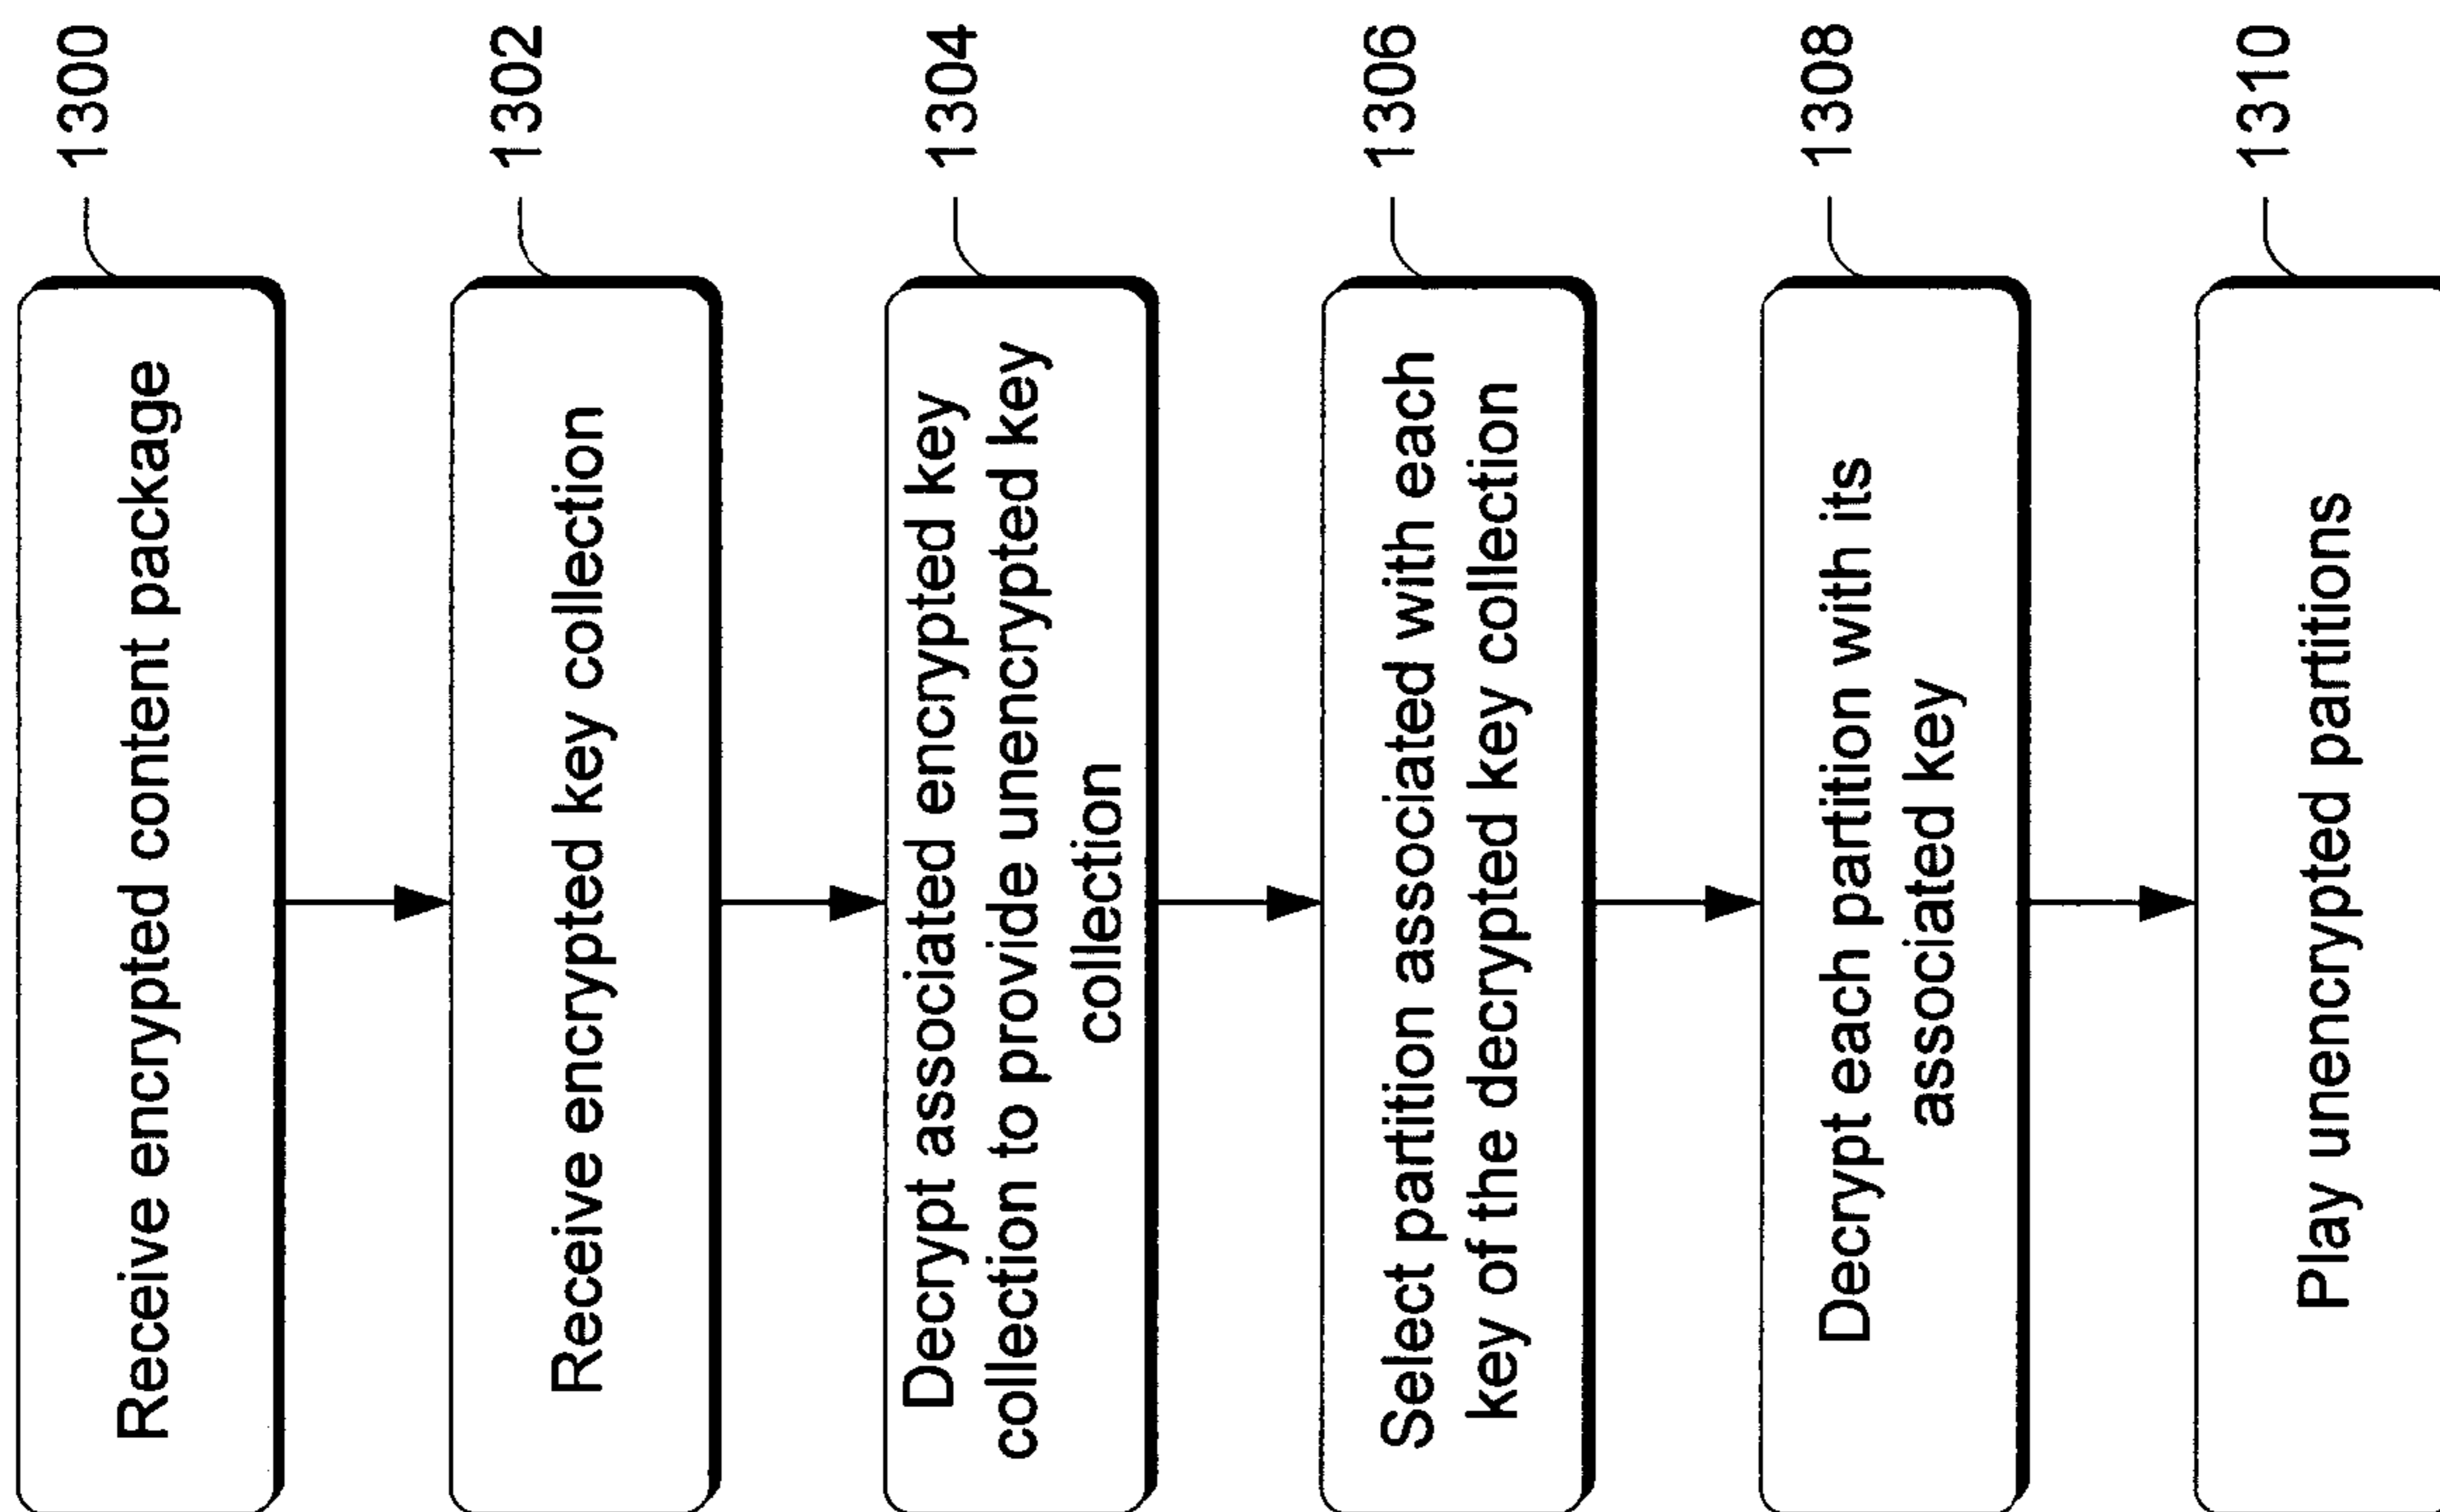 Receive encrypted content package
1300
Receive encrypted key collection
1302
Decrypt associated encrypted key
collection to provide unencrypted key
collection
1304
Select partition associated with each
key of the decrypted key collection
1306
Decrypt each partition with its
associated key
1308
Play unencrypted partitions
1310